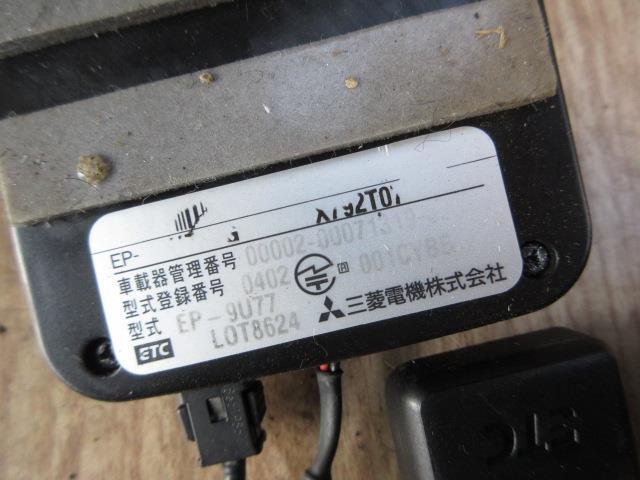 EP-
車載器管理番号 00002-00071319
型式登録番号 0402 001CYBB
型式 EP-9U77
LOT8624
三菱電機株式会社
ETC
ETC